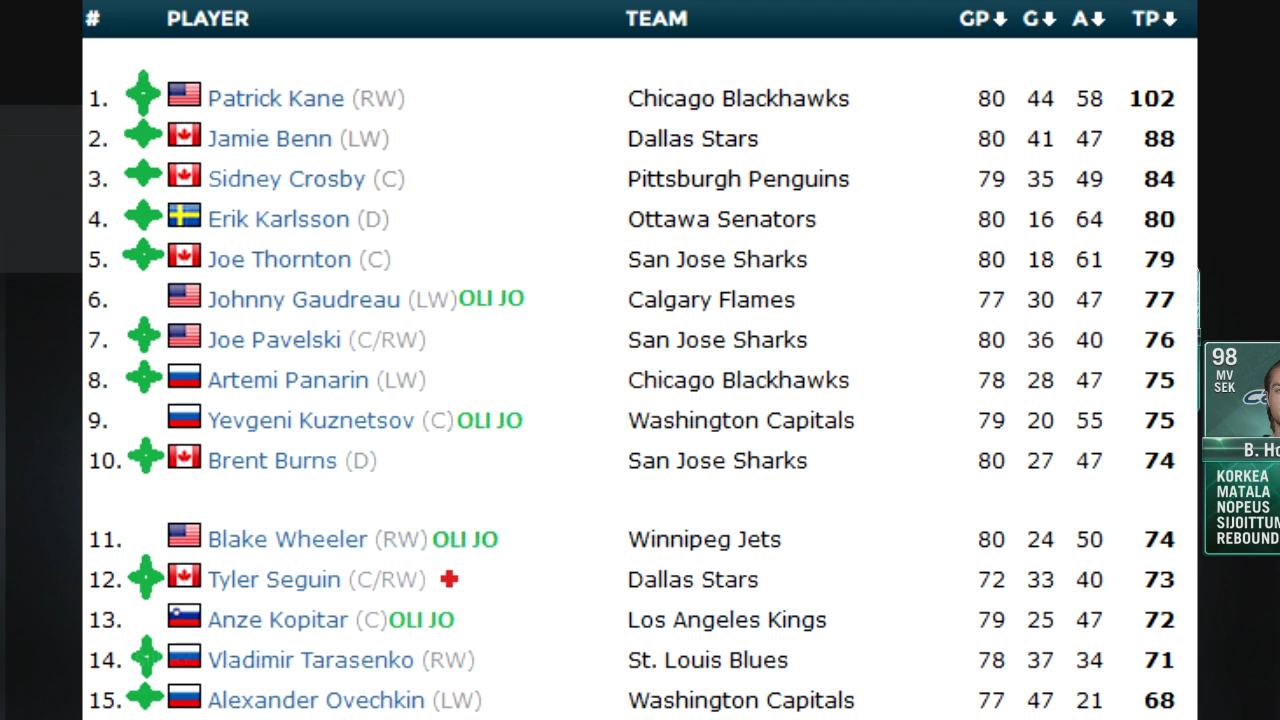 # PLAYER TEAM GP G A TP
1. Patrick Kane (RW) Chicago Blackhawks 80 44 58 102
2. Jamie Benn (LW) Dallas Stars 80 41 47 88
3. Sidney Crosby (C) Pittsburgh Penguins 79 35 49 84
4. Erik Karlsson (D) Ottawa Senators 80 16 64 80
5. Joe Thornton (C) San Jose Sharks 80 18 61 79
6. Johnny Gaudreau (LW) OLI JO Calgary Flames 77 30 47 77
7. Joe Pavelski (C/RW) San Jose Sharks 80 36 40 76
8. Artemi Panarin (LW) Chicago Blackhawks 78 28 47 75
9. Yevgeni Kuznetsov (C) OLI JO Washington Capitals 79 20 55 75
10. Brent Burns (D) San Jose Sharks 80 27 47 74
11. Blake Wheeler (RW) OLI JO Winnipeg Jets 80 24 50 74
12. Tyler Seguin (C/RW) Dallas Stars 72 33 40 73
13. Anze Kopitar (C) OLI JO Los Angeles Kings 79 25 47 72
14. Vladimir Tarasenko (RW) St. Louis Blues 78 37 34 71
15. Alexander Ovechkin (LW) Washington Capitals 77 47 21 68
98
MV
SEK
B.
KORKEA
MATALA
NOPEUS
REBOUND